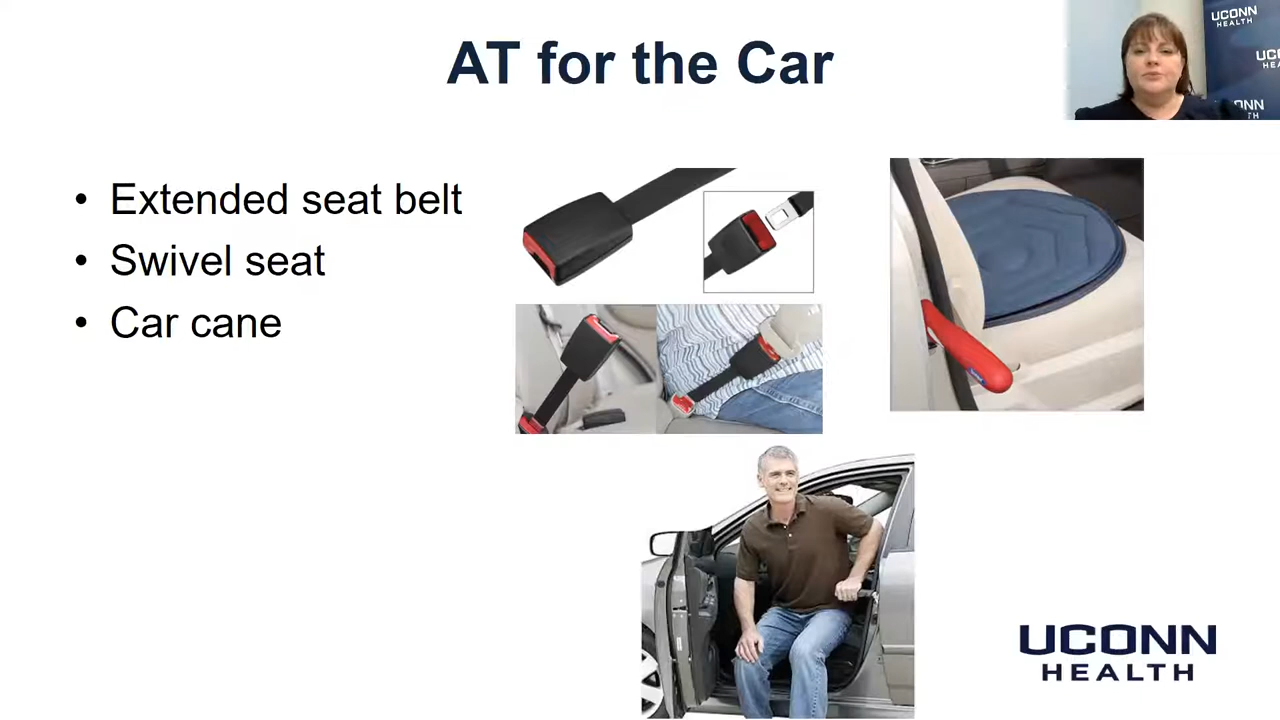 AT for the Car
UCONN
HEALTH
• Extended seat belt
• Swivel seat
• Car cane
UCONN
HEALTH